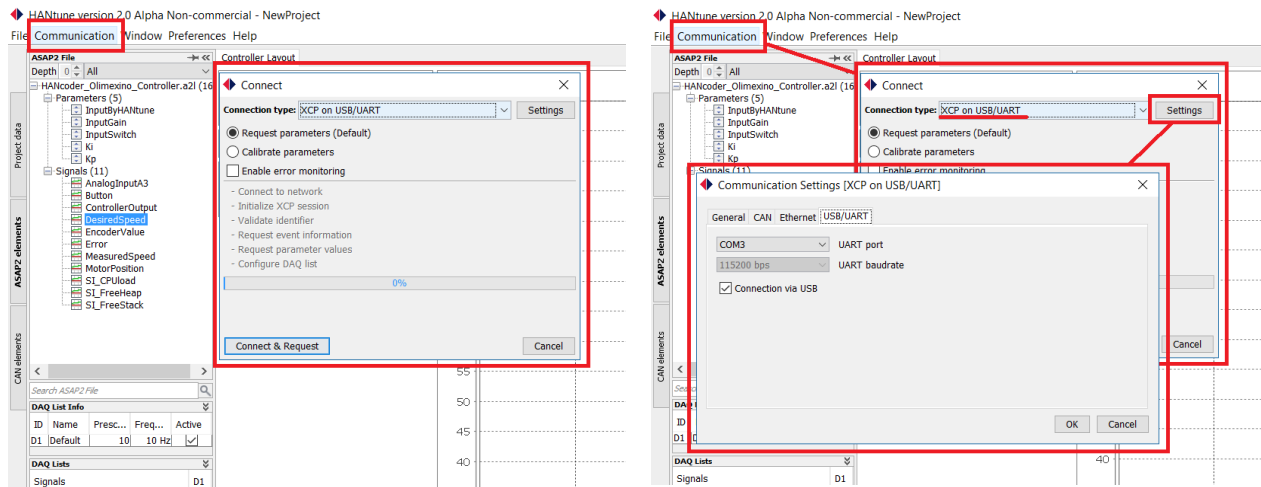 HANtune version 2.0 Alpha Non-commercial - NewProject
File Communication Window Preferences Help
ASAP2 File
Controller Layout
Depth 0 All
HANcoder_Olimexino_Controller.a2l (16
Parameters (5)
InputByHANtune
InputGain
InputSwitch
Ki
Kp
Signals (11)
AnalogInputA3
Button
ControllerOutput
DesiredSpeed
EncoderValue
Error
MeasuredSpeed
MotorPosition
SI_CPUload
SI_FreeHeap
SI_FreeStack
Project data
ASAP2 elements
CAN elements
Search ASAP2 File
DAQ List Info
ID Name Presc... Freq... Active
D1 Default 10 10 Hz
DAQ Lists
Signals D1
Connect
Connection type: XCP on USB/UART Settings
Request parameters (Default)
Calibrate parameters
Enable error monitoring
- Connect to network
- Initialize XCP session
- Validate identifier
- Request event information
- Request parameter values
- Configure DAQ list
0%
Connect & Request Cancel
55
50
45
40
HANtune version 2.0 Alpha Non-commercial - NewProject
File Communication Window Preferences Help
ASAP2 File
Controller Layout
Depth 0 All
HANcoder_Olimexino_Controller.a2l (16
Parameters (5)
InputByHANtune
InputGain
InputSwitch
Ki
Kp
Signals (11)
Project data
ASAP2 elements
CAN elements
Connect
Connection type: XCP on USB/UART Settings
Request parameters (Default)
Calibrate parameters
Enable error monitoring
Cancel
Communication Settings [XCP on USB/UART]
General CAN Ethernet USB/UART
COM3 UART port
115200 bps UART baudrate
Connection via USB
OK Cancel
ID
D1
DAQ Lists
Signals D1
40